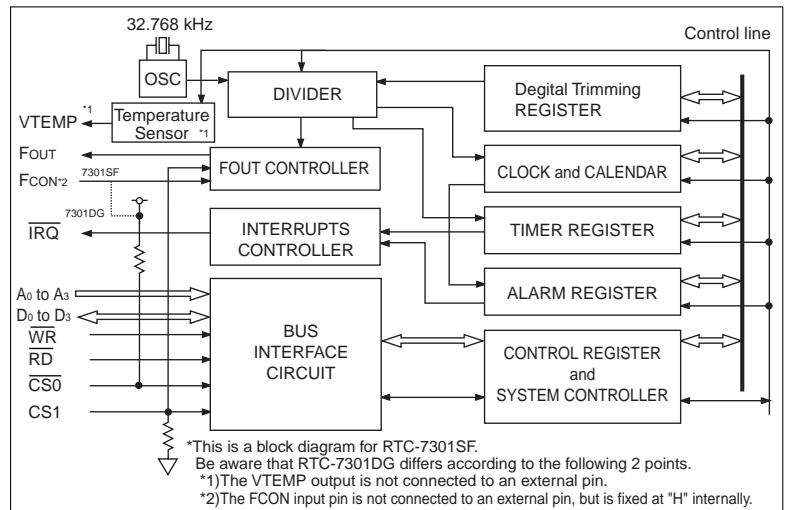 32.768 kHz
Control line
OSC
DIVIDER
Degital Trimming
REGISTER
VTEMP *1
Temperature
Sensor *1
FOUT
FOUT CONTROLLER
CLOCK and CALENDAR
FCON*2
7301SF
7301DG
IRQ
INTERRUPTS
CONTROLLER
TIMER REGISTER
ALARM REGISTER
A0 to A3
D0 to D3
WR
RD
CS0
CS1
BUS
INTERFACE
CIRCUIT
CONTROL REGISTER
and
SYSTEM CONTROLLER
*This is a block diagram for RTC-7301SF.
Be aware that RTC-7301DG differs according to the following 2 points.
*1)The VTEMP output is not connected to an external pin.
*2)The FCON input pin is not connected to an external pin, but is fixed at "H" internally.